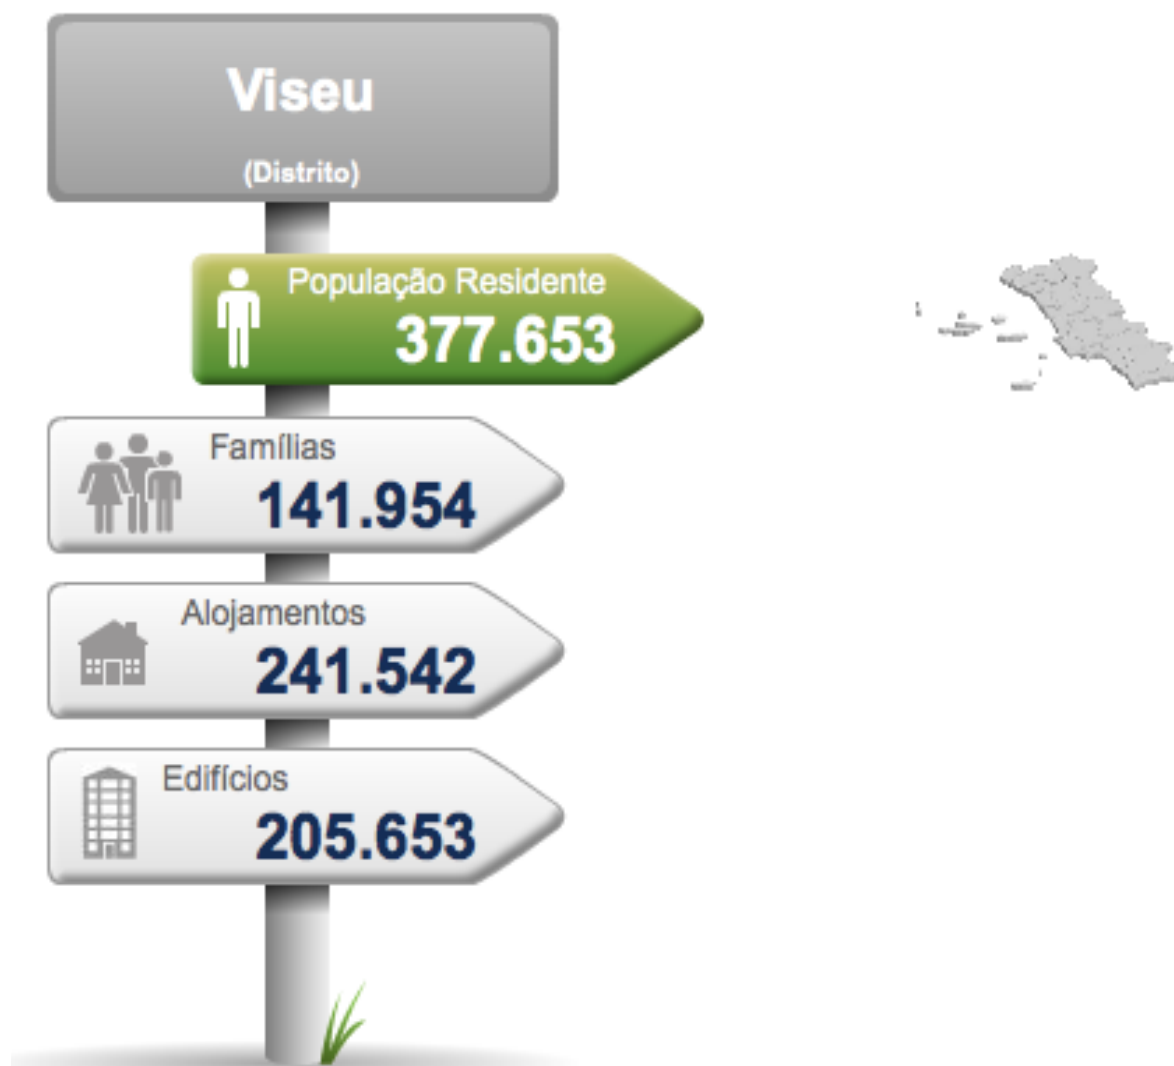 Viseu
(Distrito)
População Residente
377.653
Famílias
141.954
Alojamentos
241.542
Edifícios
205.653